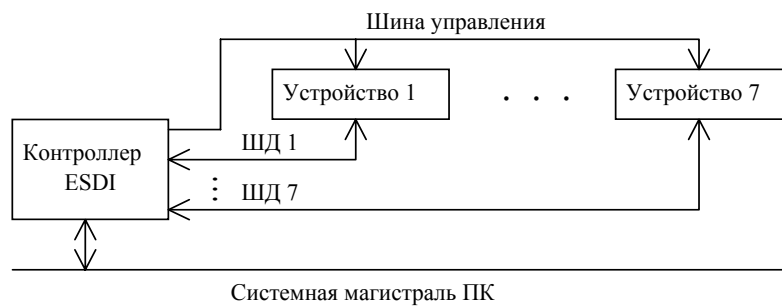 Шина управления
Устройство 1
. . .
Устройство 7
Контроллер
ESDI
ШД 1
ШД 7
Системная магистраль ПК